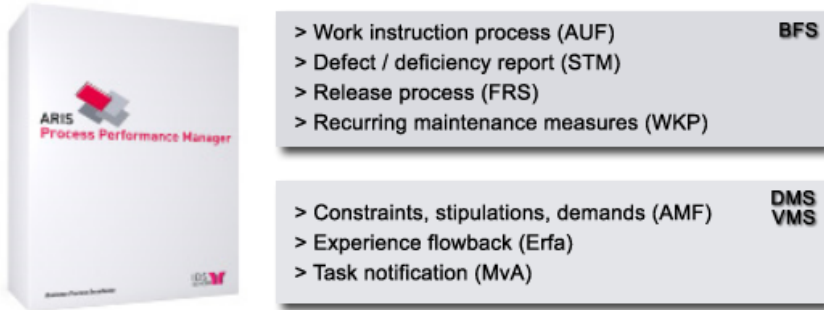 ARIS
Process Performance Manager
> Work instruction process (AUF)
BFS
> Defect / deficiency report (STM)
> Release process (FRS)
> Recurring maintenance measures (WKP)
> Constraints, stipulations, demands (AMF)
DMS
VMS
> Experience flowback (Erfa)
> Task notification (MvA)
IDS